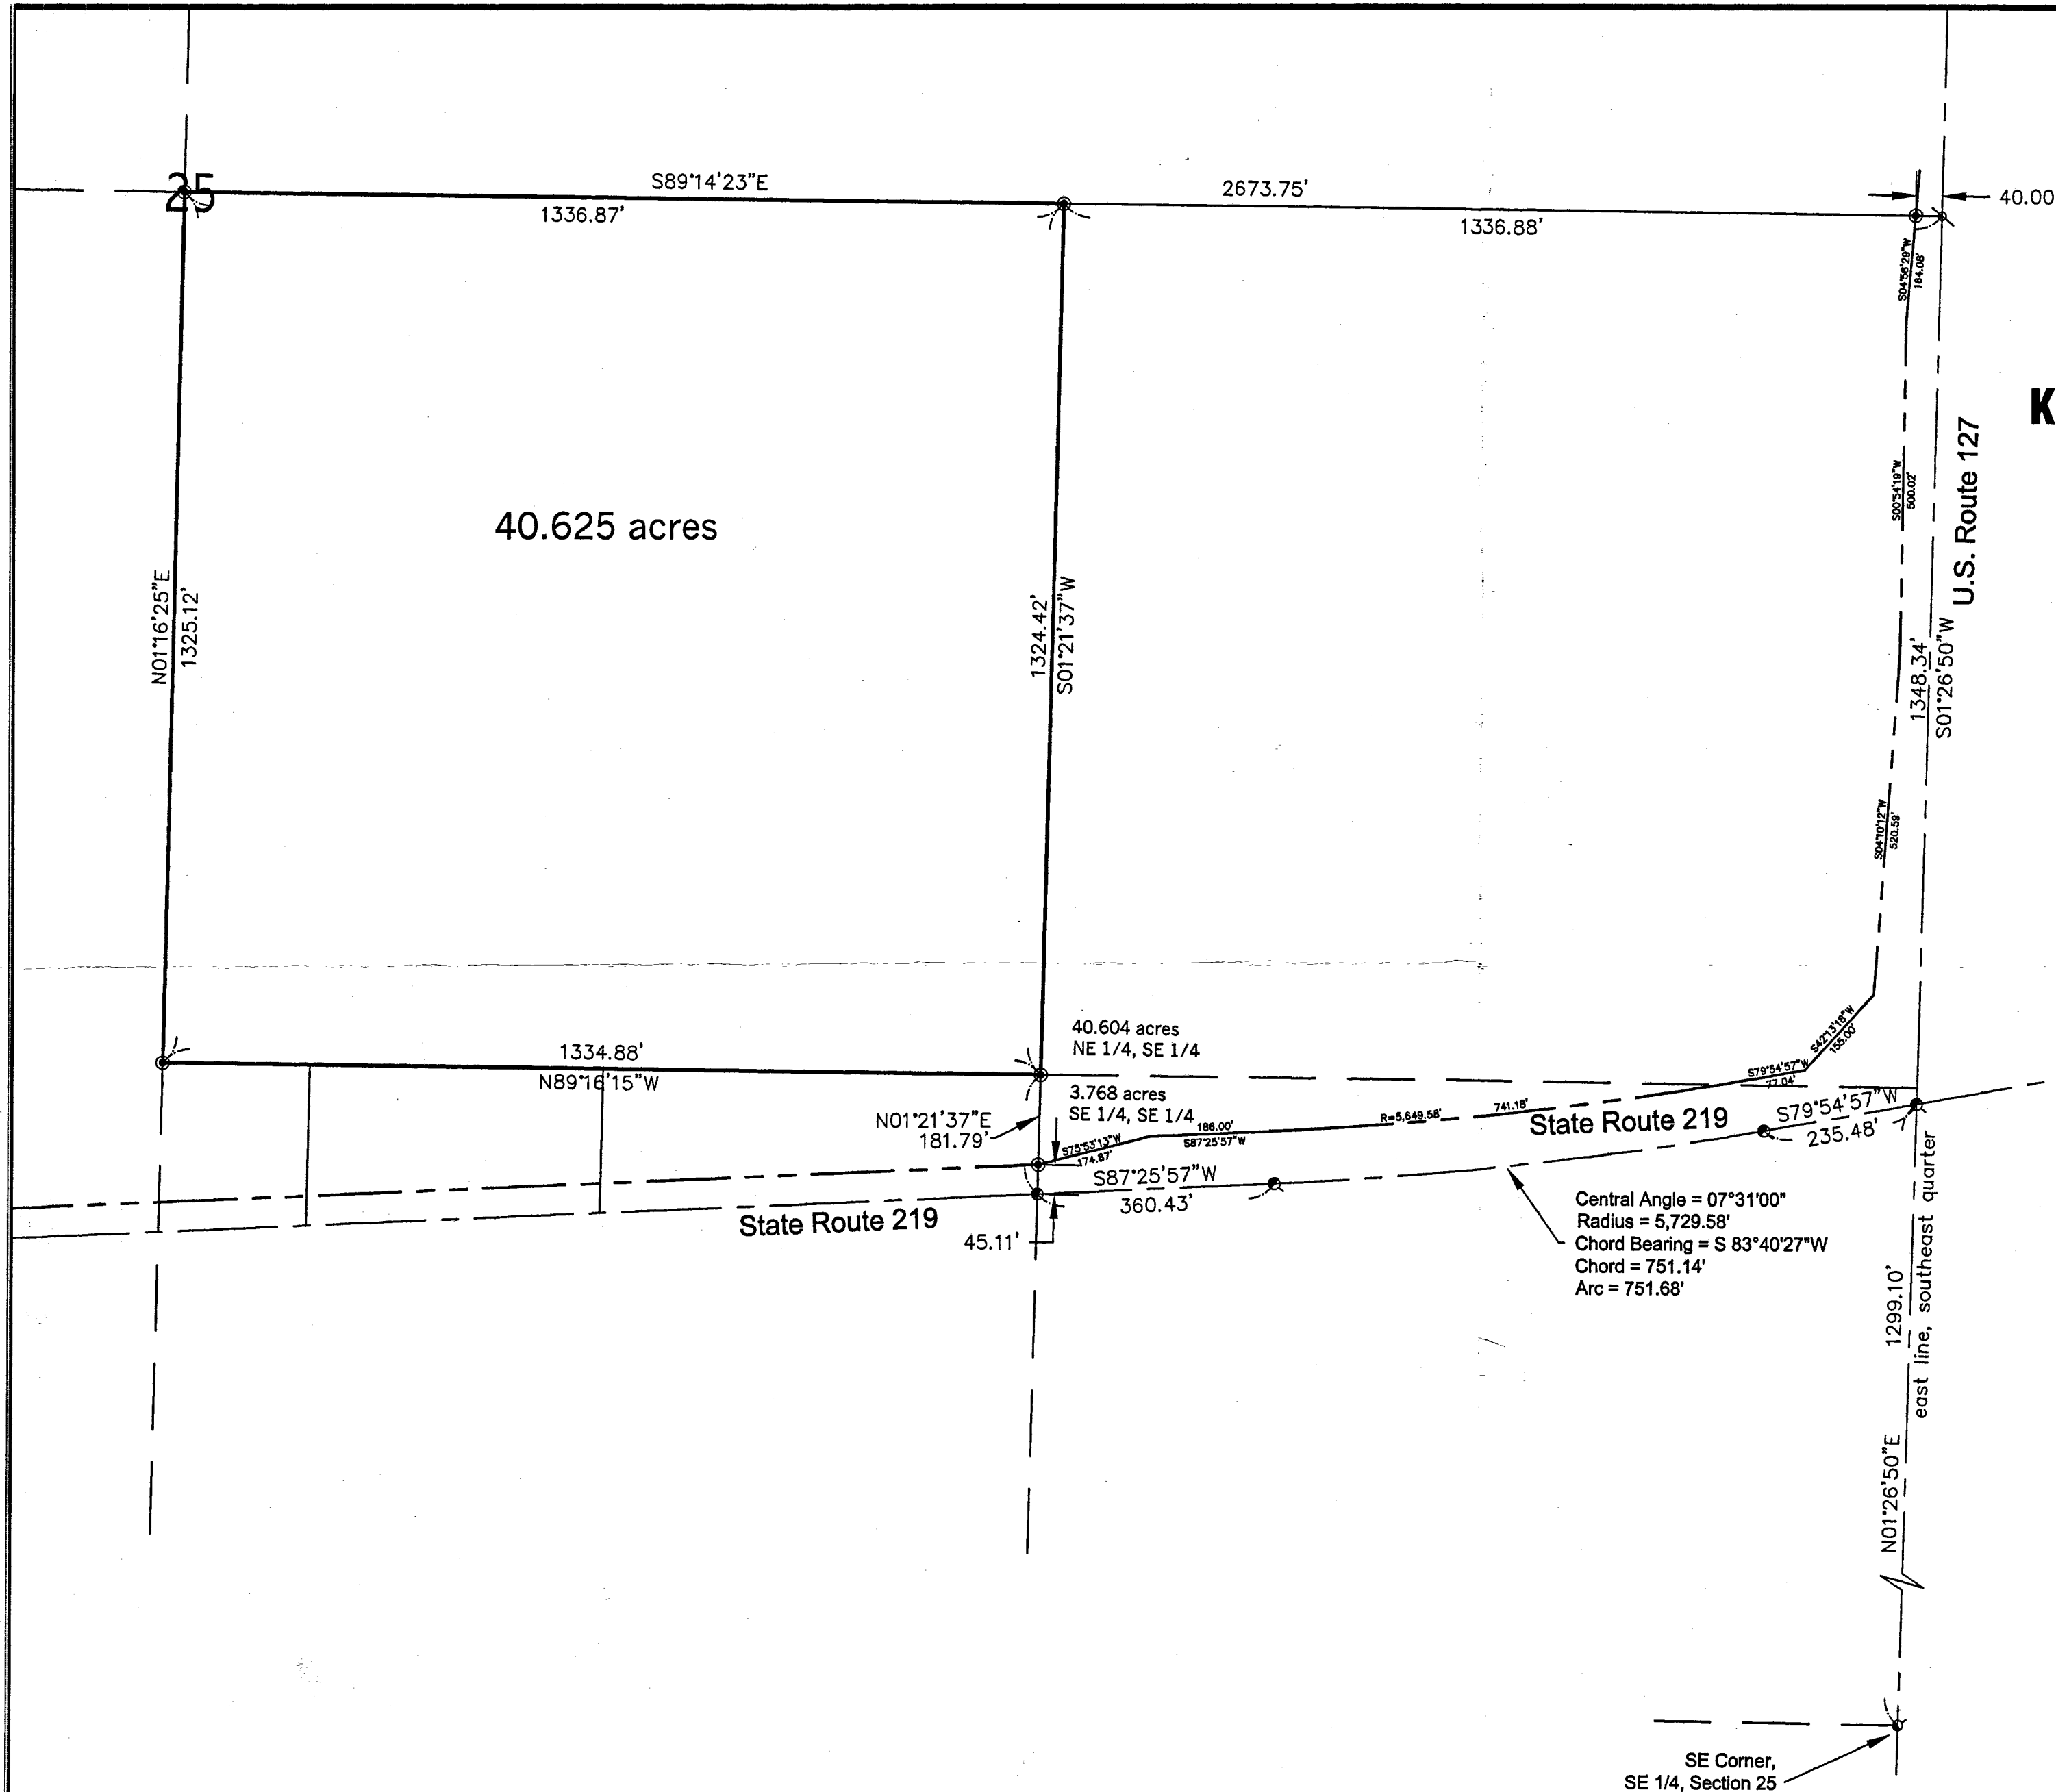 25
S89°14'23"E
1336.87'
2673.75'
1336.88'
40.00
S04°56'29"W
164.08'
K
U.S. Route 127
S00°54'19"W
500.02'
40.625 acres
N01°16'25"E
1325.12'
1324.42'
S01°21'37"W
1348.34'
S01°26'50"W
S04°10'12"W
520.59'
S42°13'18"W
155.00'
40.604 acres
NE 1/4, SE 1/4
1334.88'
N89°16'15"W
3.768 acres
SE 1/4, SE 1/4
S79°54'57"W
77.04'
N01°21'37"E
181.79'
S75°53'13"W
174.87'
186.00'
S87°25'57"W
R=5,649.58'
741.18'
State Route 219
S79°54'57"W
235.48'
S87°25'57"W
360.43'
State Route 219
45.11'
Central Angle = 07°31'00"
Radius = 5,729.58'
Chord Bearing = S 83°40'27"W
Chord = 751.14'
Arc = 751.68'
east line, southeast quarter
1299.10'
N01°26'50"E
SE Corner,
SE 1/4, Section 25